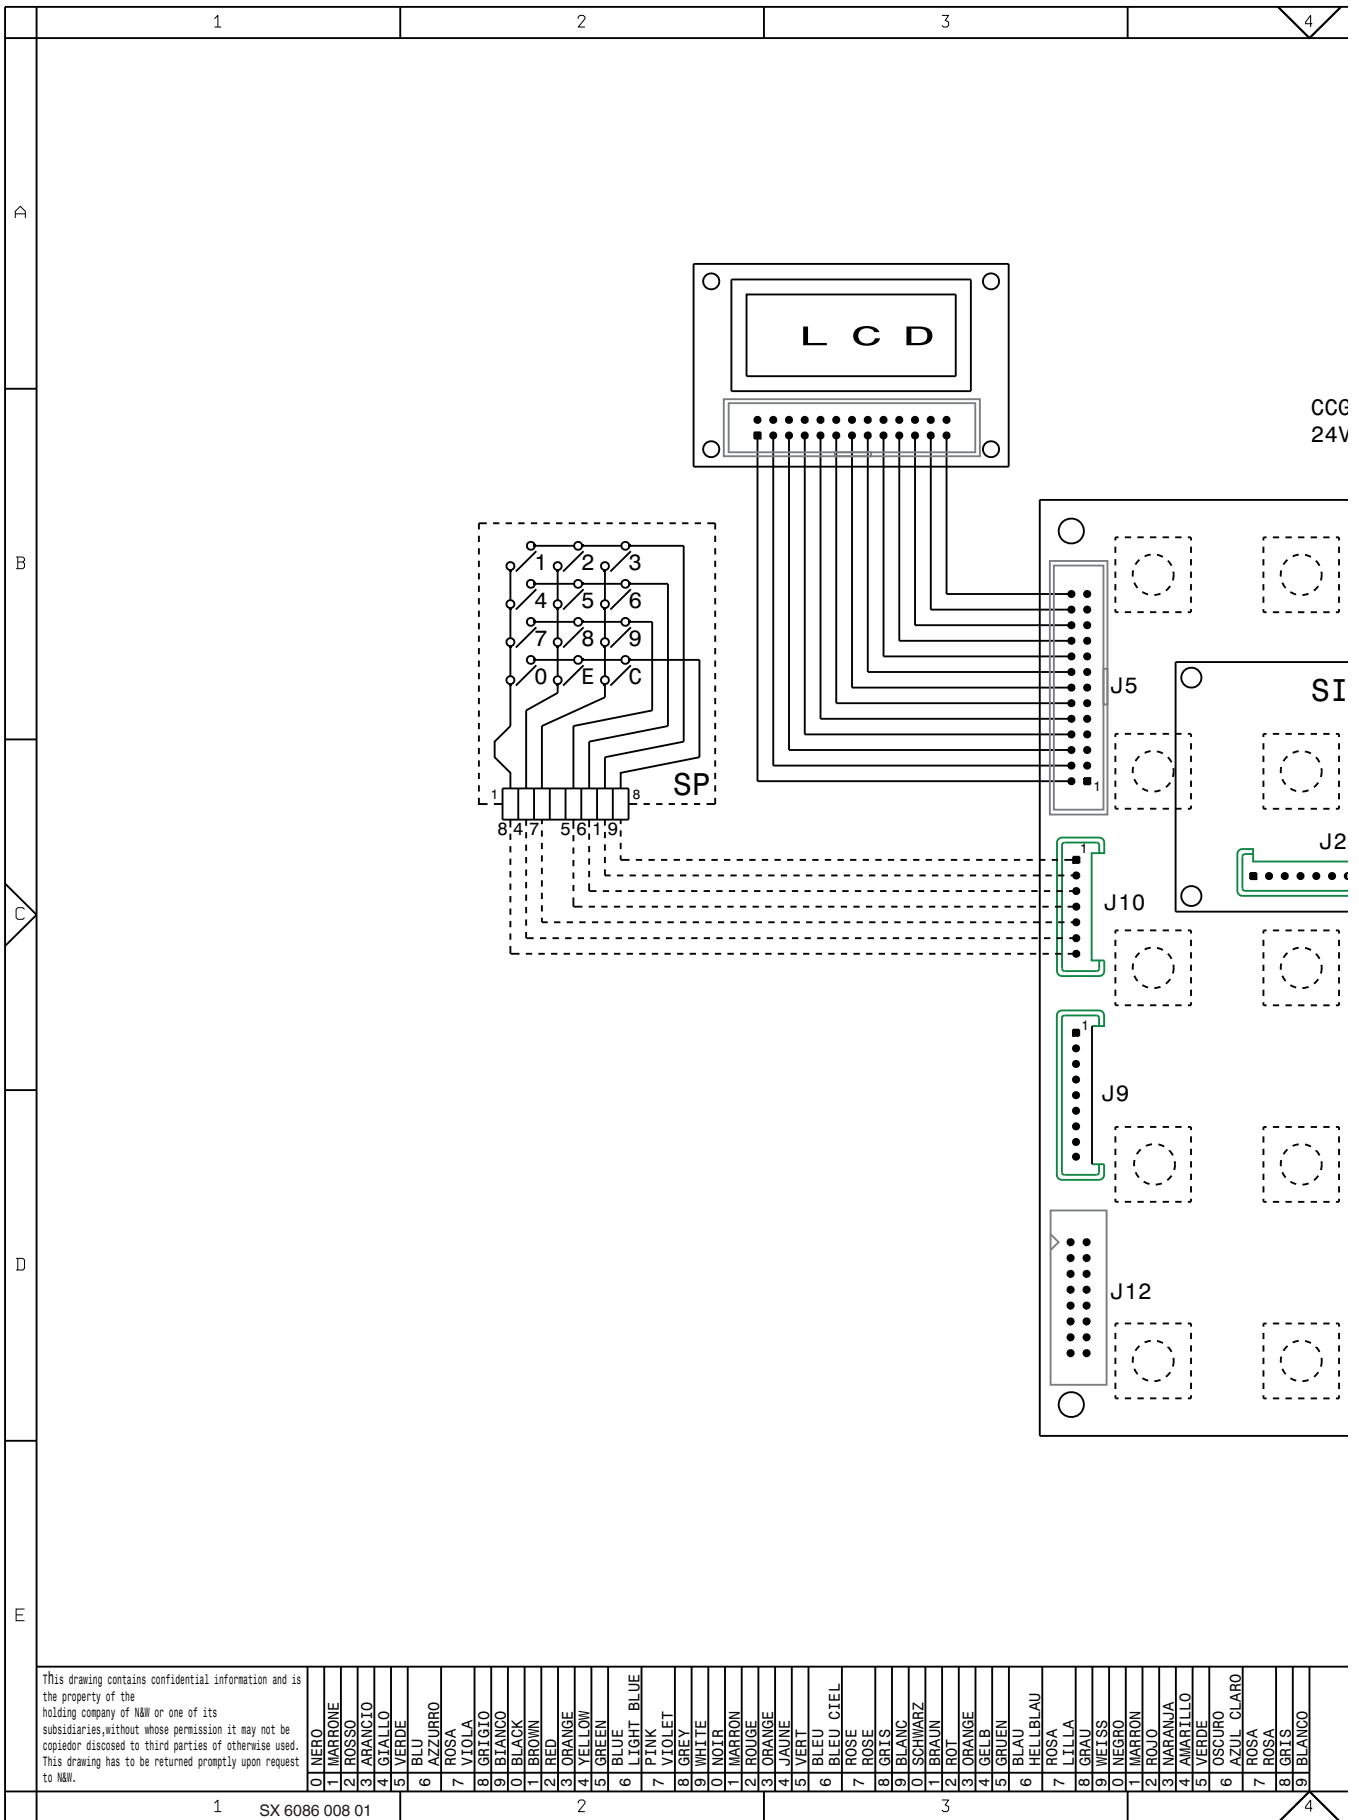 1 2 3 4
A
L C D
CCG
24V
B
1 2 3
4 5 6
7 8 9
0 E C
J5
SI
1
SP
1 8
8 4 7 5 6 1 9
J2
1
J10
C
1
J9
D
J12
E
This drawing contains confidential information and is
the property of the
holding company of N&W or one of its
subsidiaries,without whose permission it may not be
copiedor discosed to third parties of otherwise used.
This drawing has to be returned promptly upon request
to N&W.
0 NERO
1 MARRONE
2 ROSSO
3 ARANCIO
4 GIALLO
5 VERDE
6 BLU
AZZURRO
7 ROSA
VIOLA
8 GRIGIO
9 BIANCO
0 BLACK
1 BROWN
2 RED
3 ORANGE
4 YELLOW
5 GREEN
6 BLUE
LIGHT BLUE
7 PINK
VIOLET
8 GREY
9 WHITE
0 NOIR
1 MARRON
2 ROUGE
3 ORANGE
4 JAUNE
5 VERT
6 BLEU
BLEU CIEL
7 ROSE
ROSE
8 GRIS
9 BLANC
0 SCHWARZ
1 BRAUN
2 ROT
3 ORANGE
4 GELB
5 GRUEN
6 BLAU
HELLBLAU
7 ROSA
LILLA
8 GRAU
9 WEISS
0 NEGRO
1 MARRON
2 ROJO
3 NARANJA
4 AMARILLO
5 VERDE
6 OSCURO
AZUL CLARO
7 ROSA
ROSA
8 GRIS
9 BLANCO
1 SX 6086 008 01 2 3 4